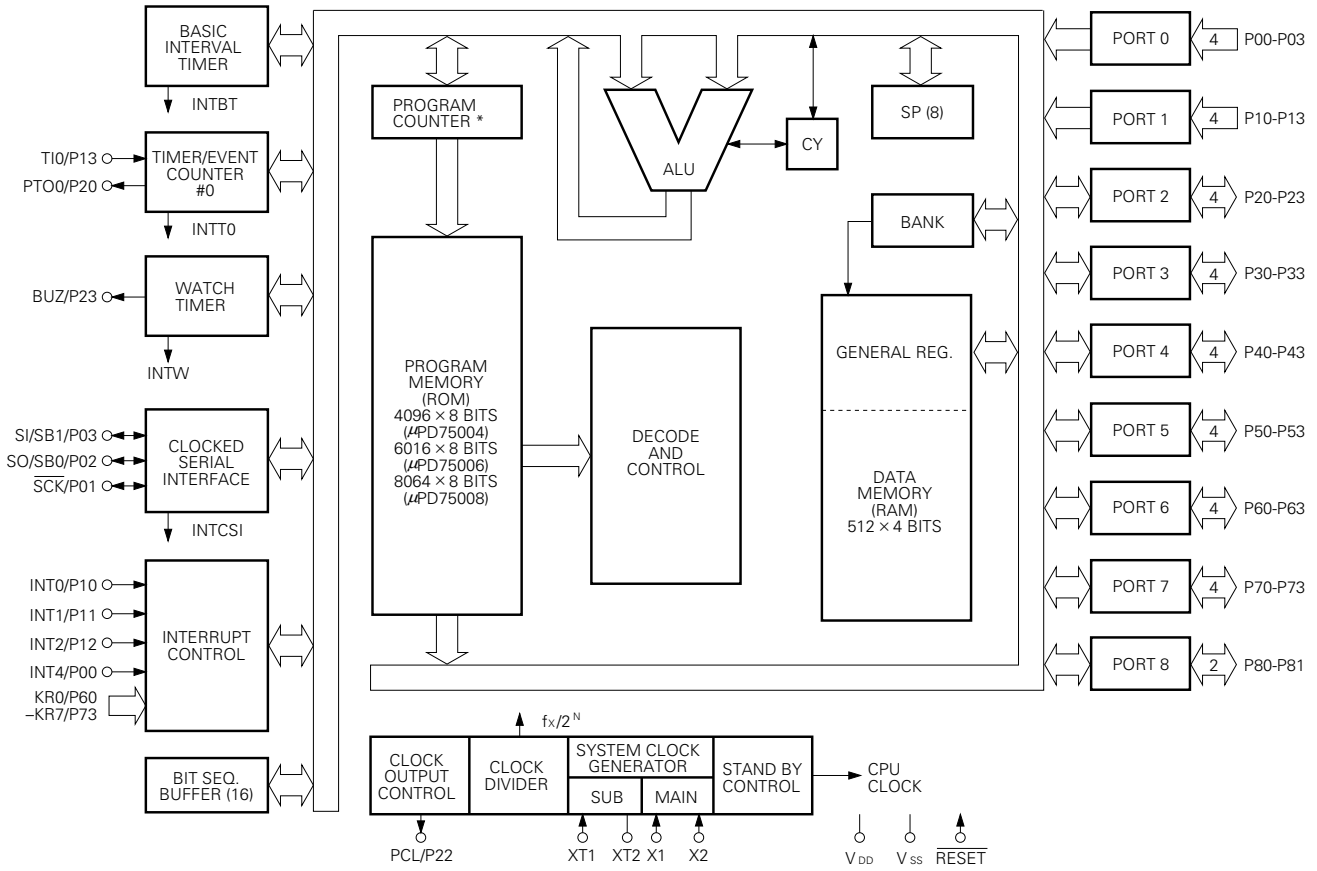 BASIC
INTERVAL
TIMER
INTBT
TI0/P13
PTO0/P20
TIMER/EVENT
COUNTER
#0
INTT0
BUZ/P23
WATCH
TIMER
INTW
SI/SB1/P03
SO/SB0/P02
SCK/P01
CLOCKED
SERIAL
INTERFACE
INTCSI
INT0/P10
INT1/P11
INT2/P12
INT4/P00
KR0/P60
–KR7/P73
INTERRUPT
CONTROL
BIT SEQ.
BUFFER (16)
PROGRAM
COUNTER *
ALU
CY
SP (8)
BANK
PROGRAM
MEMORY
(ROM)
4096 × 8 BITS
(μPD75004)
6016 × 8 BITS
(μPD75006)
8064 × 8 BITS
(μPD75008)
DECODE
AND
CONTROL
GENERAL REG.
DATA
MEMORY
(RAM)
512 × 4 BITS
PORT 0 4 P00-P03
PORT 1 4 P10-P13
PORT 2 4 P20-P23
PORT 3 4 P30-P33
PORT 4 4 P40-P43
PORT 5 4 P50-P53
PORT 6 4 P60-P63
PORT 7 4 P70-P73
PORT 8 2 P80-P81
fx/2^N
CLOCK
OUTPUT
CONTROL
CLOCK
DIVIDER
SYSTEM CLOCK
GENERATOR
SUB MAIN
STAND BY
CONTROL
CPU
CLOCK
PCL/P22 XT1 XT2 X1 X2 VDD VSS RESET